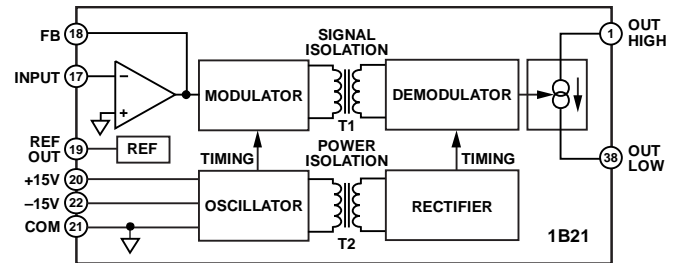 FB 18
SIGNAL
ISOLATION
1 OUT
HIGH
INPUT 17
−
+
MODULATOR
DEMODULATOR
T1
REF
OUT 19
REF
TIMING
POWER
ISOLATION
TIMING
38 OUT
LOW
+15V 20
–15V 22
COM 21
OSCILLATOR
RECTIFIER
T2
1B21